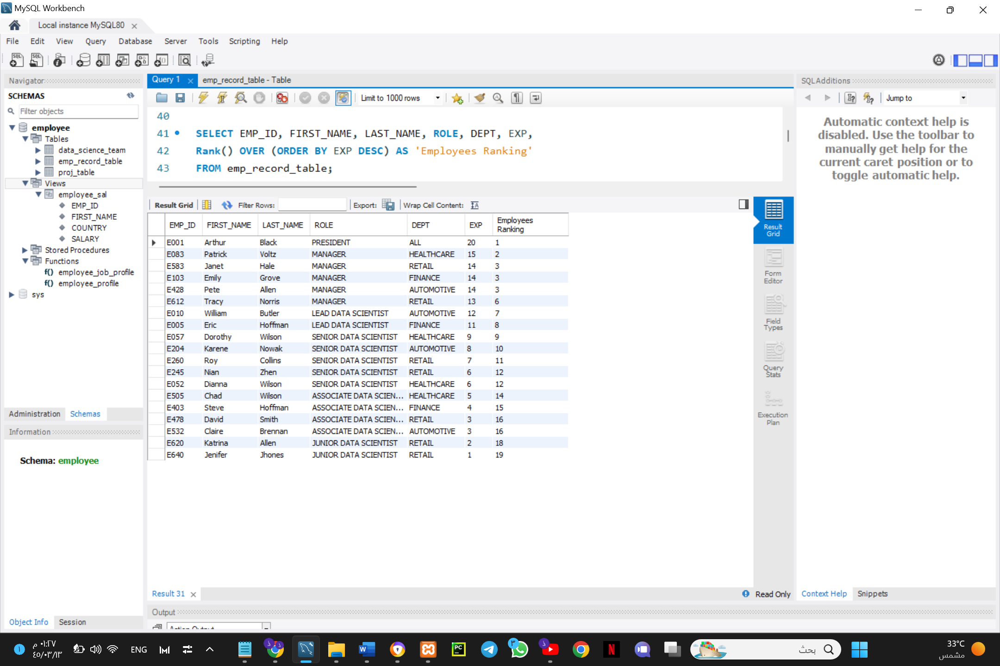 MySQL Workbench
Local instance MySQL80
File Edit View Query Database Server Tools Scripting Help
Navigator
SCHEMAS
Filter objects
employee
Tables
data_science_team
emp_record_table
proj_table
Views
employee_sal
EMP_ID
FIRST_NAME
COUNTRY
SALARY
Stored Procedures
Functions
f() employee_job_profile
f() employee_profile
sys
Administration Schemas
Information
Schema: employee
Object Info Session
Query 1 emp_record_table - Table
Limit to 1000 rows
40
41 SELECT EMP_ID, FIRST_NAME, LAST_NAME, ROLE, DEPT, EXP,
42 Rank() OVER (ORDER BY EXP DESC) AS 'Employees Ranking'
43 FROM emp_record_table;
Result Grid Filter Rows: Export: Wrap Cell Content:
EMP_ID FIRST_NAME LAST_NAME ROLE DEPT EXP Employees Ranking
E001 Arthur Black PRESIDENT ALL 20 1
E083 Patrick Voltz MANAGER HEALTHCARE 15 2
E583 Janet Hale MANAGER RETAIL 14 3
E103 Emily Grove MANAGER FINANCE 14 3
E428 Pete Allen MANAGER AUTOMOTIVE 14 3
E612 Tracy Norris MANAGER RETAIL 13 6
E010 William Butler LEAD DATA SCIENTIST AUTOMOTIVE 12 7
E005 Eric Hoffman LEAD DATA SCIENTIST FINANCE 11 8
E057 Dorothy Wilson SENIOR DATA SCIENTIST HEALTHCARE 9 9
E204 Karene Nowak SENIOR DATA SCIENTIST AUTOMOTIVE 8 10
E260 Roy Collins SENIOR DATA SCIENTIST RETAIL 7 11
E245 Nian Zhen SENIOR DATA SCIENTIST RETAIL 6 12
E052 Dianna Wilson SENIOR DATA SCIENTIST HEALTHCARE 6 12
E505 Chad Wilson ASSOCIATE DATA SCIEN... HEALTHCARE 5 14
E403 Steve Hoffman ASSOCIATE DATA SCIEN... FINANCE 4 15
E478 David Smith ASSOCIATE DATA SCIEN... RETAIL 3 16
E532 Claire Brennan ASSOCIATE DATA SCIEN... AUTOMOTIVE 3 16
E620 Katrina Allen JUNIOR DATA SCIENTIST RETAIL 2 18
E640 Jenifer Jhones JUNIOR DATA SCIENTIST RETAIL 1 19
Result Grid
Form Editor
Field Types
Query Stats
Execution Plan
Result 31
Read Only
Output
Action Output
SQLAdditions
Jump to
Automatic context help is
disabled. Use the toolbar to
manually get help for the
current caret position or to
toggle automatic help.
Context Help Snippets
١
٠١:٢٧ م
٤٥/٠٣/١٣
ENG
PC
٣
ذ
N
بحث
33°C
مشمس